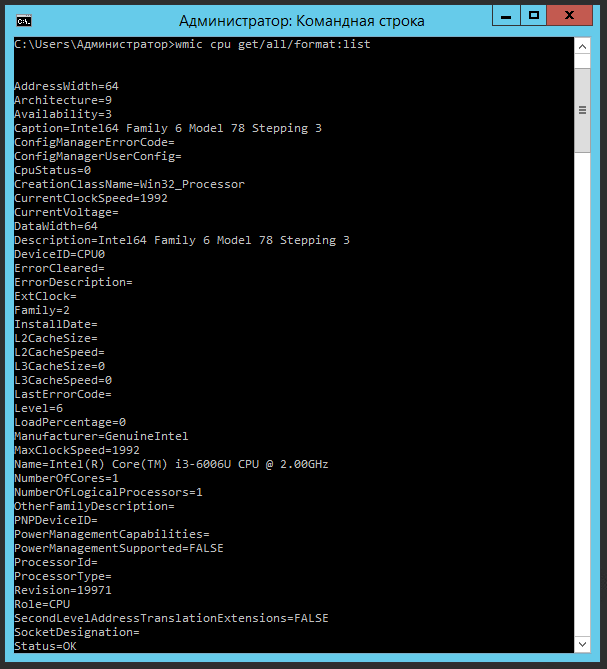 Администратор: Командная строка
C:\Users\Администратор>wmic cpu get/all/format:list
AddressWidth=64
Architecture=9
Availability=3
Caption=Intel64 Family 6 Model 78 Stepping 3
ConfigManagerErrorCode=
ConfigManagerUserConfig=
CpuStatus=0
CreationClassName=Win32_Processor
CurrentClockSpeed=1992
CurrentVoltage=
DataWidth=64
Description=Intel64 Family 6 Model 78 Stepping 3
DeviceID=CPU0
ErrorCleared=
ErrorDescription=
ExtClock=
Family=2
InstallDate=
L2CacheSize=
L2CacheSpeed=
L3CacheSize=0
L3CacheSpeed=0
LastErrorCode=
Level=6
LoadPercentage=0
Manufacturer=GenuineIntel
MaxClockSpeed=1992
Name=Intel(R) Core(TM) i3-6006U CPU @ 2.00GHz
NumberOfCores=1
NumberOfLogicalProcessors=1
OtherFamilyDescription=
PNPDeviceID=
PowerManagementCapabilities=
PowerManagementSupported=FALSE
ProcessorId=
ProcessorType=
Revision=19971
Role=CPU
SecondLevelAddressTranslationExtensions=FALSE
SocketDesignation=
Status=OK